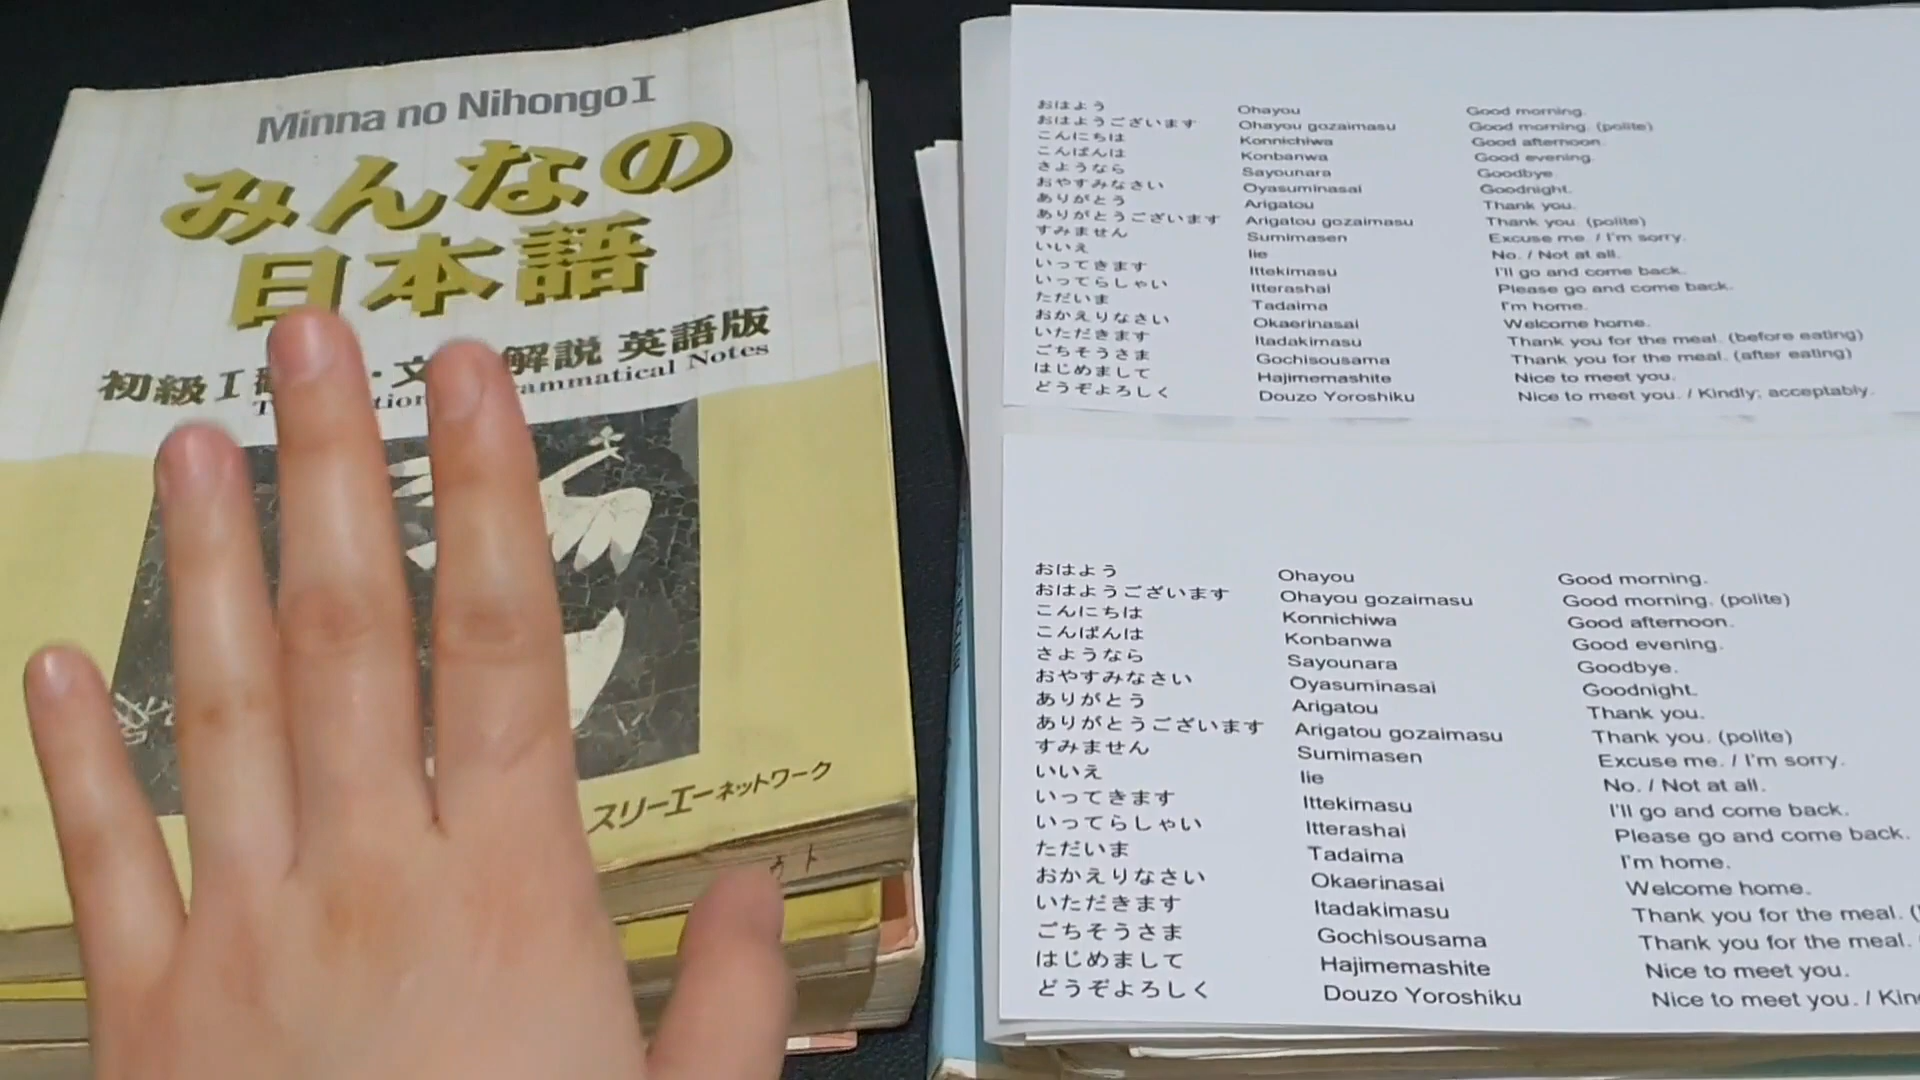 Minna no Nihongo I
みんなの
日本語
初級 I ・文 解説 英語版
rammatical Notes
スリーエーネットワーク
おはよう Ohayou Good morning.
おはようございます Ohayou gozaimasu Good morning. (polite)
こんにちは Konnichiwa Good afternoon.
こんばんは Konbanwa Good evening.
さようなら Sayounara Goodbye.
おやすみなさい Oyasuminasai Goodnight.
ありがとう Arigatou Thank you.
ありがとうございます Arigatou gozaimasu Thank you. (polite)
すみません Sumimasen Excuse me. / I'm sorry.
いいえ Iie No. / Not at all.
いってきます Ittekimasu I'll go and come back.
いってらしゃい Itterashai Please go and come back.
ただいま Tadaima I'm home.
おかえりなさい Okaerinasai Welcome home.
いただきます Itadakimasu Thank you for the meal. (before eating)
ごちそうさま Gochisousama Thank you for the meal. (after eating)
はじめまして Hajimemashite Nice to meet you.
どうぞよろしく Douzo Yoroshiku Nice to meet you. / Kindly; acceptably.
おはよう Ohayou Good morning.
おはようございます Ohayou gozaimasu Good morning. (polite)
こんにちは Konnichiwa Good afternoon.
こんばんは Konbanwa Good evening.
さようなら Sayounara Goodbye.
おやすみなさい Oyasuminasai Goodnight.
ありがとう Arigatou Thank you.
ありがとうございます Arigatou gozaimasu Thank you. (polite)
すみません Sumimasen Excuse me. / I'm sorry.
いいえ Iie No. / Not at all.
いってきます Ittekimasu I'll go and come back.
いってらしゃい Itterashai Please go and come back.
ただいま Tadaima I'm home.
おかえりなさい Okaerinasai Welcome home.
いただきます Itadakimasu Thank you for the meal. (
ごちそうさま Gochisousama Thank you for the meal.
はじめまして Hajimemashite Nice to meet you.
どうぞよろしく Douzo Yoroshiku Nice to meet you. / Kin